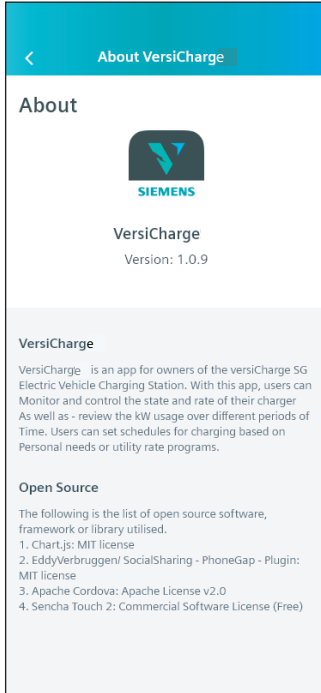 About VersiCharge
About
SIEMENS
VersiCharge
Version: 1.0.9
VersiCharge
VersiCharge is an app for owners of the versiCharge SG
Electric Vehicle Charging Station. With this app, users can
Monitor and control the state and rate of their charger
As well as - review the kW usage over different periods of
Time. Users can set schedules for charging based on
Personal needs or utility rate programs.
Open Source
The following is the list of open source software,
framework or library utilised.
1. Chart.js: MIT license
2. EddyVerbruggen/ SocialSharing - PhoneGap - Plugin:
MIT license
3. Apache Cordova: Apache License v2.0
4. Sencha Touch 2: Commercial Software License (Free)